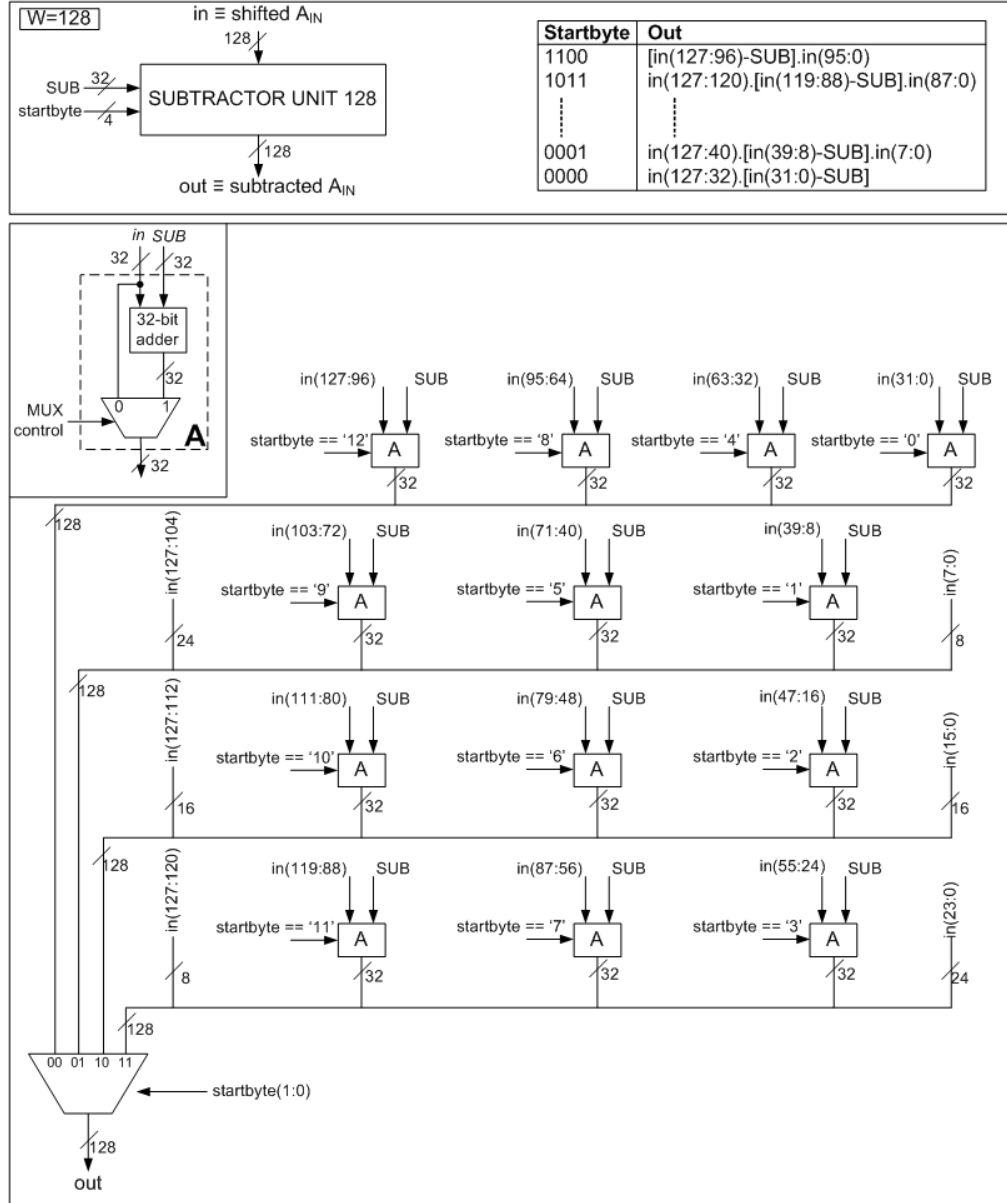 W=128
in ≡ shifted A_IN
128
SUB
32
startbyte
4
SUBTRACTOR UNIT 128
128
out ≡ subtracted A_IN
Startbyte Out
1100 [in(127:96)-SUB].in(95:0)
1011 in(127:120).[in(119:88)-SUB].in(87:0)
0001 in(127:40).[in(39:8)-SUB].in(7:0)
0000 in(127:32).[in(31:0)-SUB]
in SUB
32 32
32-bit
adder
32
0 1
MUX
control
A
32
in(127:96) SUB in(95:64) SUB in(63:32) SUB in(31:0) SUB
startbyte == ‘12’ A startbyte == ‘8’ A startbyte == ‘4’ A startbyte == ‘0’ A
32 32 32 32
128
in(127:104)
in(103:72) SUB in(71:40) SUB in(39:8) SUB
in(7:0)
startbyte == ‘9’ A startbyte == ‘5’ A startbyte == ‘1’ A
24 32 32 32 8
128
in(127:112)
in(111:80) SUB in(79:48) SUB in(47:16) SUB
in(15:0)
startbyte == ‘10’ A startbyte == ‘6’ A startbyte == ‘2’ A
16 32 32 32 16
128
in(127:120)
in(119:88) SUB in(87:56) SUB in(55:24) SUB
in(23:0)
startbyte == ‘11’ A startbyte == ‘7’ A startbyte == ‘3’ A
8 32 32 32 24
128
00 01 10 11
startbyte(1:0)
128
out